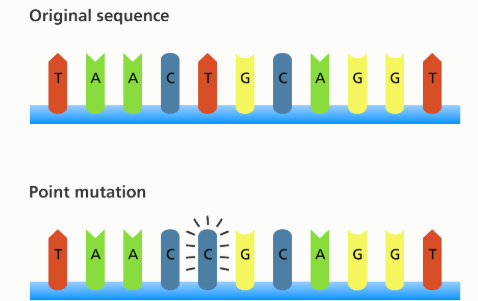 Original sequence
T A A C T G C A G G T
Point mutation
T A A C C G C A G G T